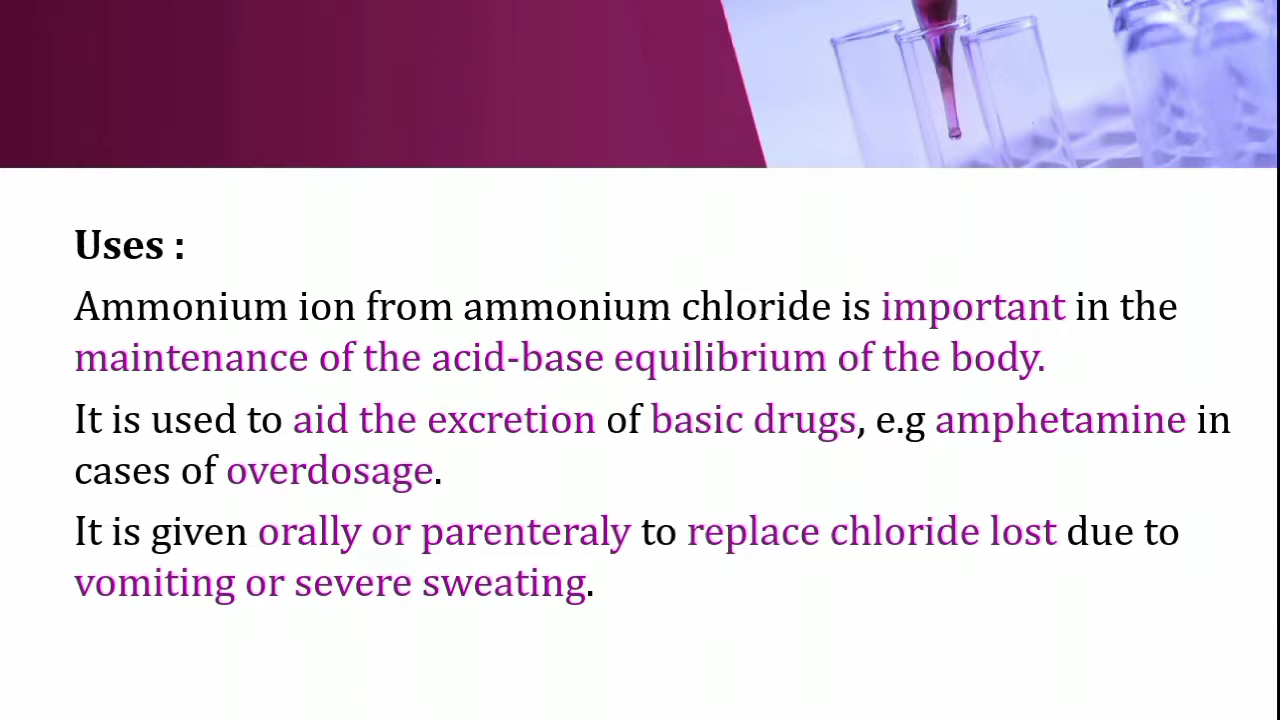 Uses :
Ammonium ion from ammonium chloride is important in the
maintenance of the acid-base equilibrium of the body.
It is used to aid the excretion of basic drugs, e.g amphetamine in
cases of overdosage.
It is given orally or parenteraly to replace chloride lost due to
vomiting or severe sweating.